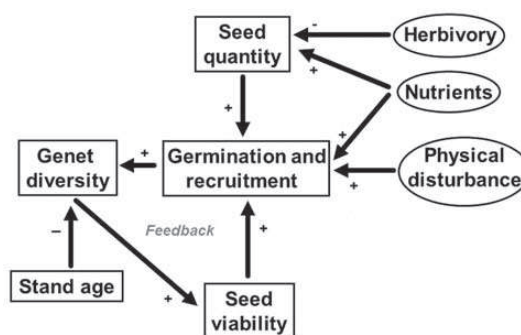 Seed
quantity
-
Herbivory
+
Nutrients
+
+
Genet
diversity
+
Germination and
recruitment
+
Physical
disturbance
–
Feedback
+
Stand age
+
Seed
viability